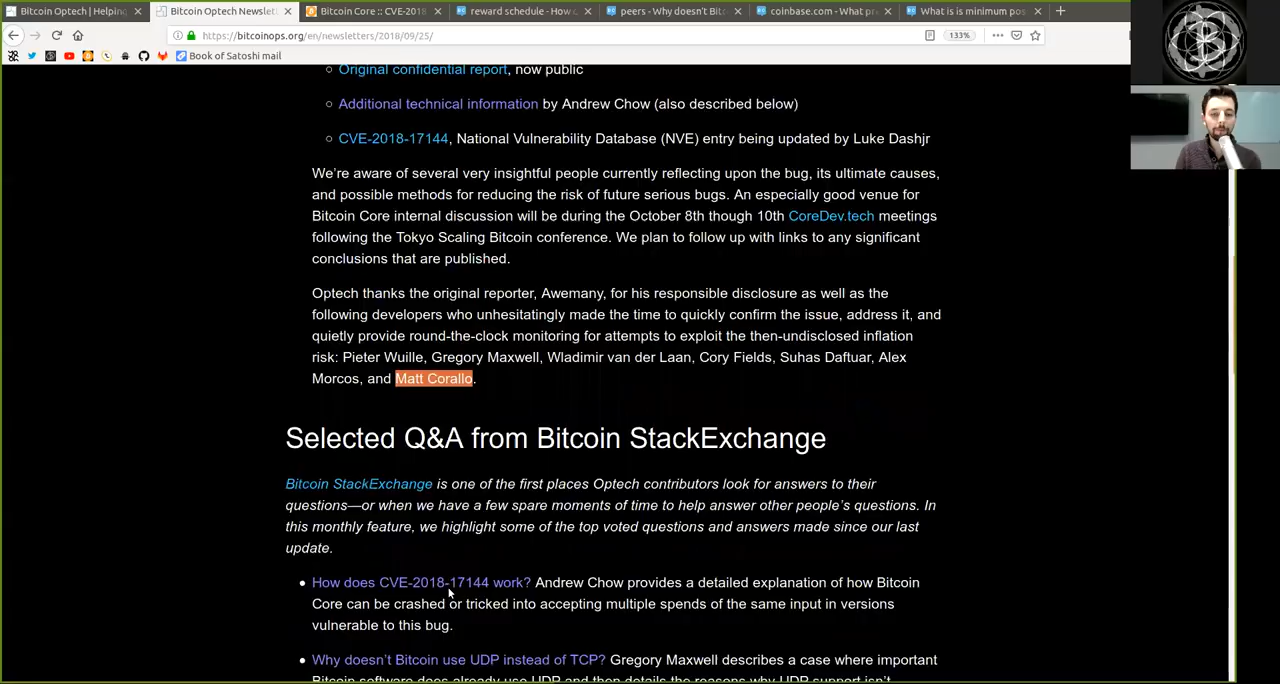 Bitcoin Optech | Helpin
Bitcoin Optech Newslet
Bitcoin Core :: CVE-2018
reward schedule - How
peers - Why doesn't Bitc
coinbase.com - What pr
What is is minimum pos
https://bitcoinops.org/en/newsletters/2018/09/25/
133%
Book of Satoshi mail
Original confidential report, now public
Additional technical information by Andrew Chow (also described below)
CVE-2018-17144, National Vulnerability Database (NVE) entry being updated by Luke Dashjr
We're aware of several very insightful people currently reflecting upon the bug, its ultimate causes,
and possible methods for reducing the risk of future serious bugs. An especially good venue for
Bitcoin Core internal discussion will be during the October 8th though 10th CoreDev.tech meetings
following the Tokyo Scaling Bitcoin conference. We plan to follow up with links to any significant
conclusions that are published.
Optech thanks the original reporter, Awemany, for his responsible disclosure as well as the
following developers who unhesitatingly made the time to quickly confirm the issue, address it, and
quietly provide round-the-clock monitoring for attempts to exploit the then-undisclosed inflation
risk: Pieter Wuille, Gregory Maxwell, Wladimir van der Laan, Cory Fields, Suhas Daftuar, Alex
Morcos, and Matt Corallo.
Selected Q&A from Bitcoin StackExchange
Bitcoin StackExchange is one of the first places Optech contributors look for answers to their
questions—or when we have a few spare moments of time to help answer other people's questions. In
this monthly feature, we highlight some of the top voted questions and answers made since our last
update.
How does CVE-2018-17144 work? Andrew Chow provides a detailed explanation of how Bitcoin
Core can be crashed or tricked into accepting multiple spends of the same input in versions
vulnerable to this bug.
Why doesn't Bitcoin use UDP instead of TCP? Gregory Maxwell describes a case where important
Bitcoin software does already use UDP and then details the reasons why UDP support isn't